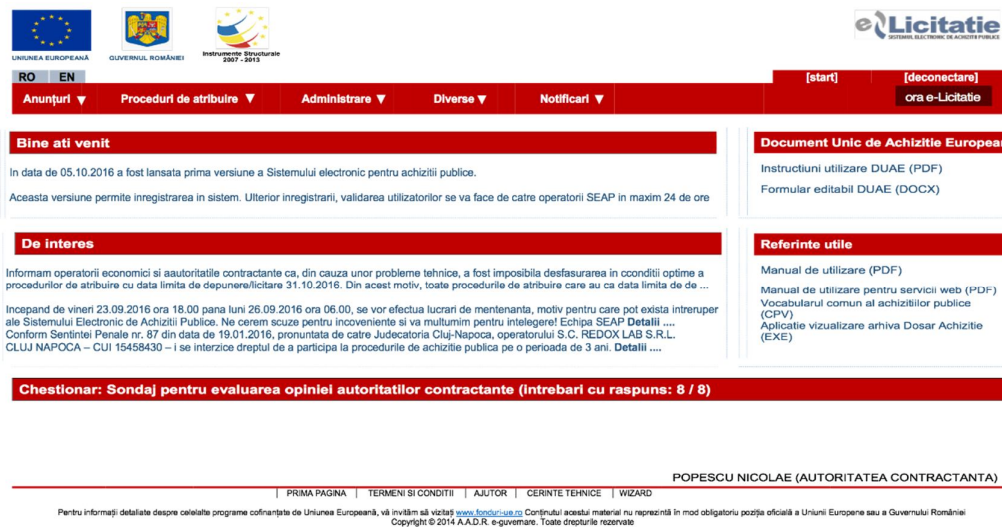 UNIUNEA EUROPEANĂ
GUVERNUL ROMÂNIEI
Instrumente Structurale
2007 - 2013
e Licitatie
SISTEMUL ELECTRONIC DE ACHIZITII PUBLICE
RO EN
[start] [deconectare]
Anunțuri ▼ Proceduri de atribuire ▼ Administrare ▼ Diverse ▼ Notificari ▼ ora e-Licitatie
Bine ati venit
In data de 05.10.2016 a fost lansata prima versiune a Sistemului electronic pentru achizitii publice.
Aceasta versiune permite inregistrarea in sistem. Ulterior inregistrarii, validarea utilizatorilor se va face de catre operatorii SEAP in maxim 24 de ore
Document Unic de Achizitie Europear
Instructiuni utilizare DUAE (PDF)
Formular editabil DUAE (DOCX)
De interes
Informam operatorii economici si aautoritatile contractante ca, din cauza unor probleme tehnice, a fost imposibila desfasurarea in cconditii optime a
procedurilor de atribuire cu data limita de depunere/licitare 31.10.2016. Din acest motiv, toate procedurile de atribuire care au ca data limita de de ...
Incepand de vineri 23.09.2016 ora 18.00 pana luni 26.09.2016 ora 06.00, se vor efectua lucrari de mentenanta, motiv pentru care pot exista intreruper
ale Sistemului Electronic de Achizitii Publice. Ne cerem scuze pentru incoveniente si va multumim pentru intelegere! Echipa SEAP Detalii ....
Conform Sentintei Penale nr. 87 din data de 19.01.2016, pronuntata de catre Judecatoria Cluj-Napoca, operatorului S.C. REDOX LAB S.R.L.
CLUJ NAPOCA – CUI 15458430 – i se interzice dreptul de a participa la procedurile de achizitie publica pe o perioada de 3 ani. Detalii ....
Referinte utile
Manual de utilizare (PDF)
Manual de utilizare pentru servicii web (PDF)
Vocabularul comun al achizitiilor publice
(CPV)
Aplicatie vizualizare arhiva Dosar Achizitie
(EXE)
Chestionar: Sondaj pentru evaluarea opiniei autoritatilor contractante (intrebari cu raspuns: 8 / 8)
POPESCU NICOLAE (AUTORITATEA CONTRACTANTA)
| PRIMA PAGINA | TERMENI SI CONDITII | AJUTOR | CERINTE TEHNICE | WIZARD
Pentru informații detaliate despre celelalte programe cofinanțate de Uniunea Europeană, vă invităm să vizitați www.fonduri-ue.ro Conținutul acestui material nu reprezintă în mod obligatoriu poziția oficială a Uniunii Europene sau a Guvernului României
Copyright © 2014 A.A.D.R. e-guvernare. Toate drepturile rezervate